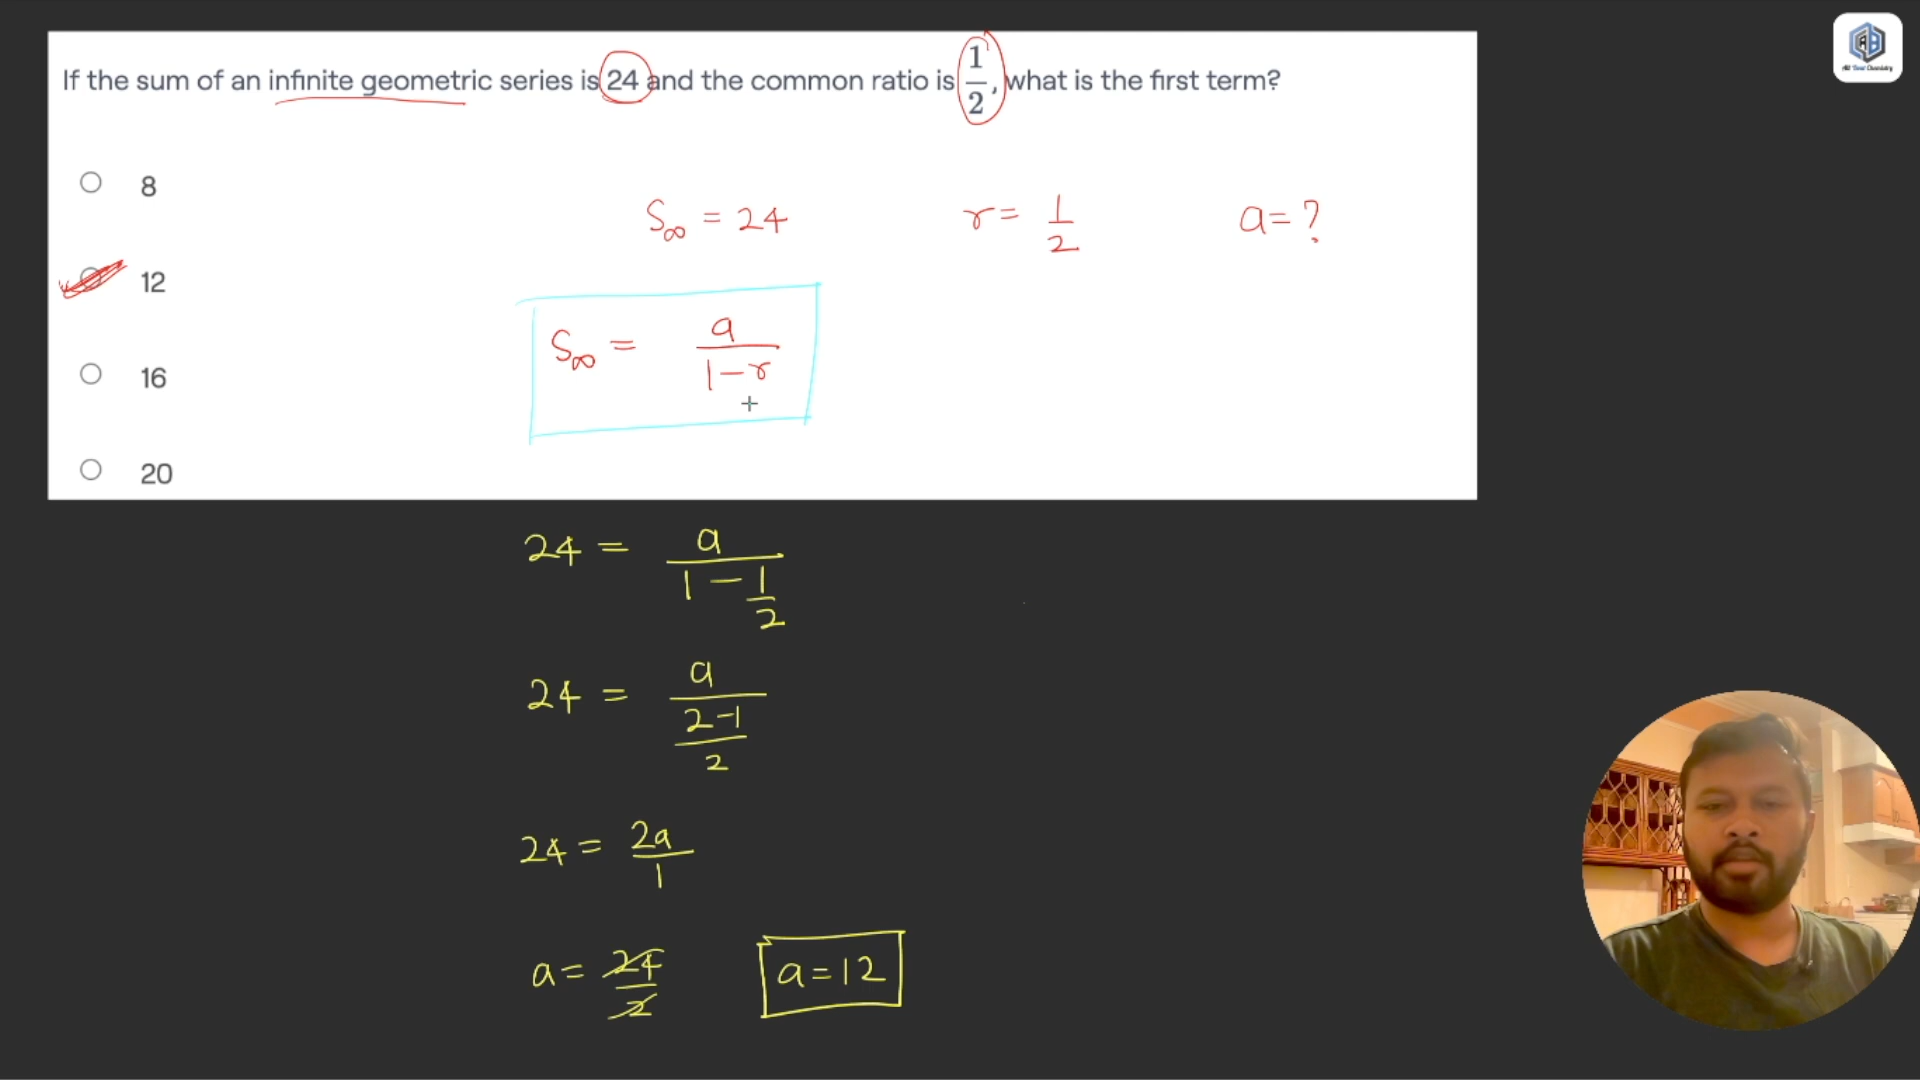 If the sum of an infinite geometric series is 24 and the common ratio is 1/2, what is the first term?
8
S∞ = 24 r = 1/2 a = ?
12
S∞ = a/(1-r)
16
20
24 = a/(1 - 1/2)
24 = a/((2-1)/2)
24 = 2a/1
a = 24/2 a = 12